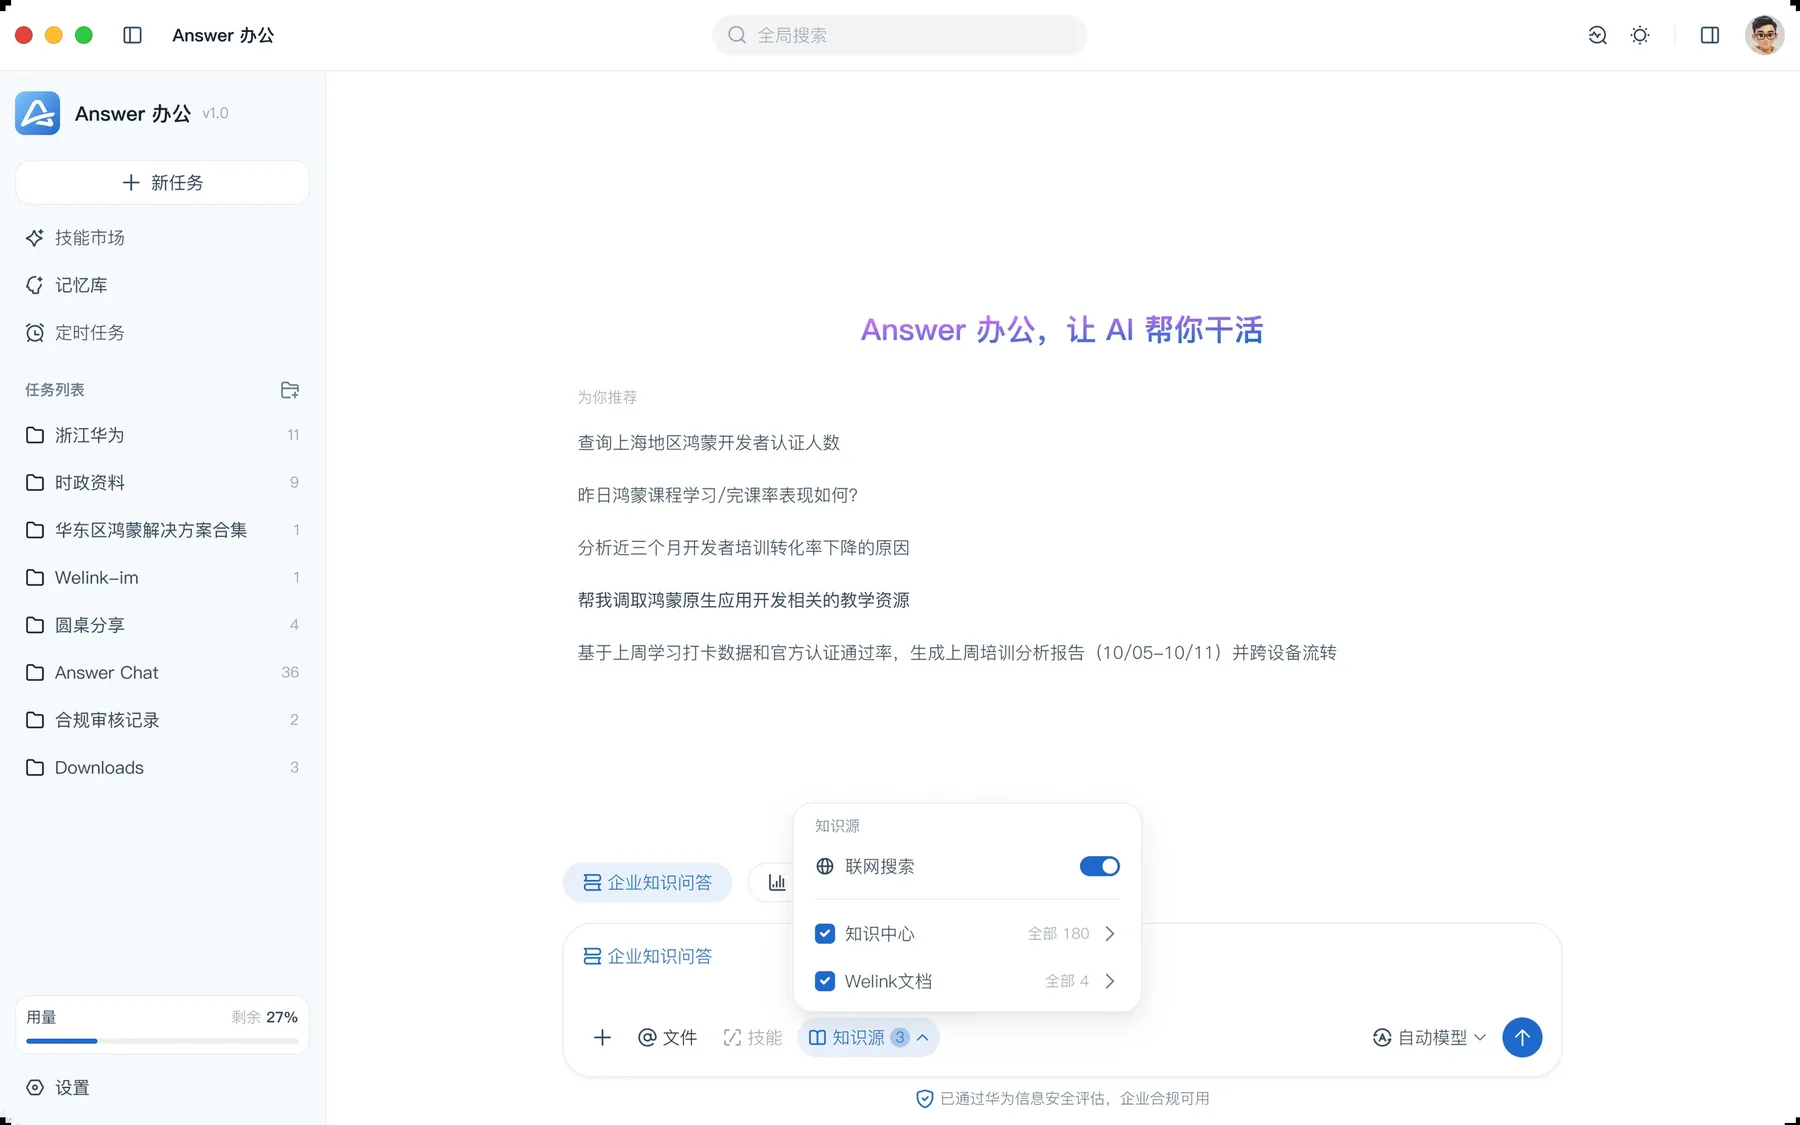 Answer 办公
全局搜索
Answer 办公 v1.0
新任务
技能市场
记忆库
定时任务
任务列表
浙江华为 11
时政资料 9
华东区鸿蒙解决方案合集 1
Welink-im 1
圆桌分享 4
Answer Chat 36
合规审核记录 2
Downloads 3
用量 剩余 27%
设置
Answer 办公，让 AI 帮你干活
为你推荐
查询上海地区鸿蒙开发者认证人数
昨日鸿蒙课程学习/完课率表现如何?
分析近三个月开发者培训转化率下降的原因
帮我调取鸿蒙原生应用开发相关的教学资源
基于上周学习打卡数据和官方认证通过率，生成上周培训分析报告（10/05-10/11）并跨设备流转
知识源
联网搜索
知识中心 全部 180
Welink文档 全部 4
企业知识问答
企业知识问答
@ 文件 技能 知识源 3 自动模型
已通过华为信息安全评估，企业合规可用